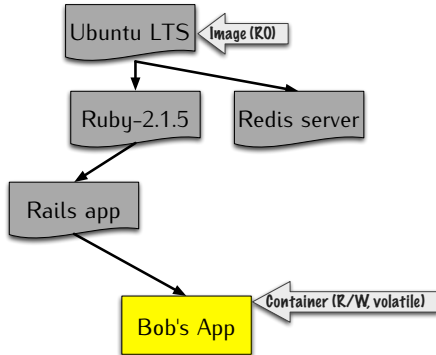 Ubuntu LTS
Image (RO)
Ruby-2.1.5
Redis server
Rails app
Container (R/W, volatile)
Bob's App